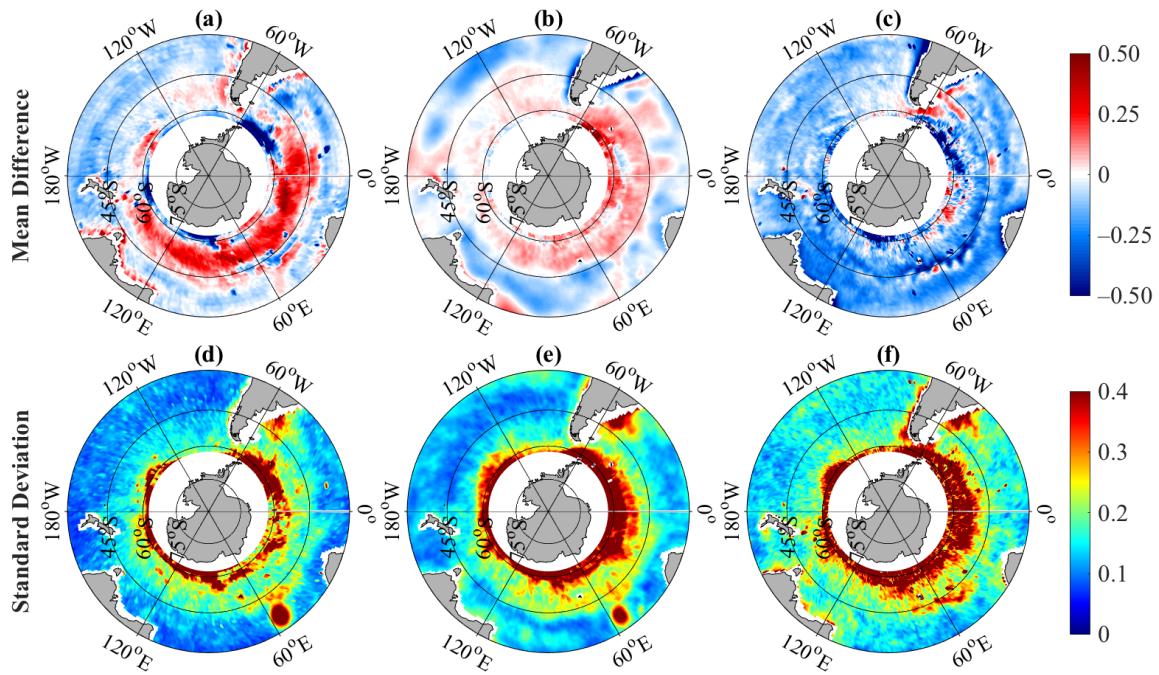 (a) (b) (c)
120°W 60°W 120°W 60°W 120°W 60°W
Mean Difference
180°W 45°S 60°S 75°S 0° 180°W 45°S 60°S 75°S 0° 180°W 45°S 60°S 75°S 0°
120°E 60°E 120°E 60°E 120°E 60°E
0.50
0.25
0
−0.25
−0.50
(d) (e) (f)
120°W 60°W 120°W 60°W 120°W 60°W
Standard Deviation
180°W 45°S 60°S 75°S 0° 180°W 45°S 60°S 75°S 0° 180°W 45°S 60°S 75°S 0°
120°E 60°E 120°E 60°E 120°E 60°E
0.4
0.3
0.2
0.1
0